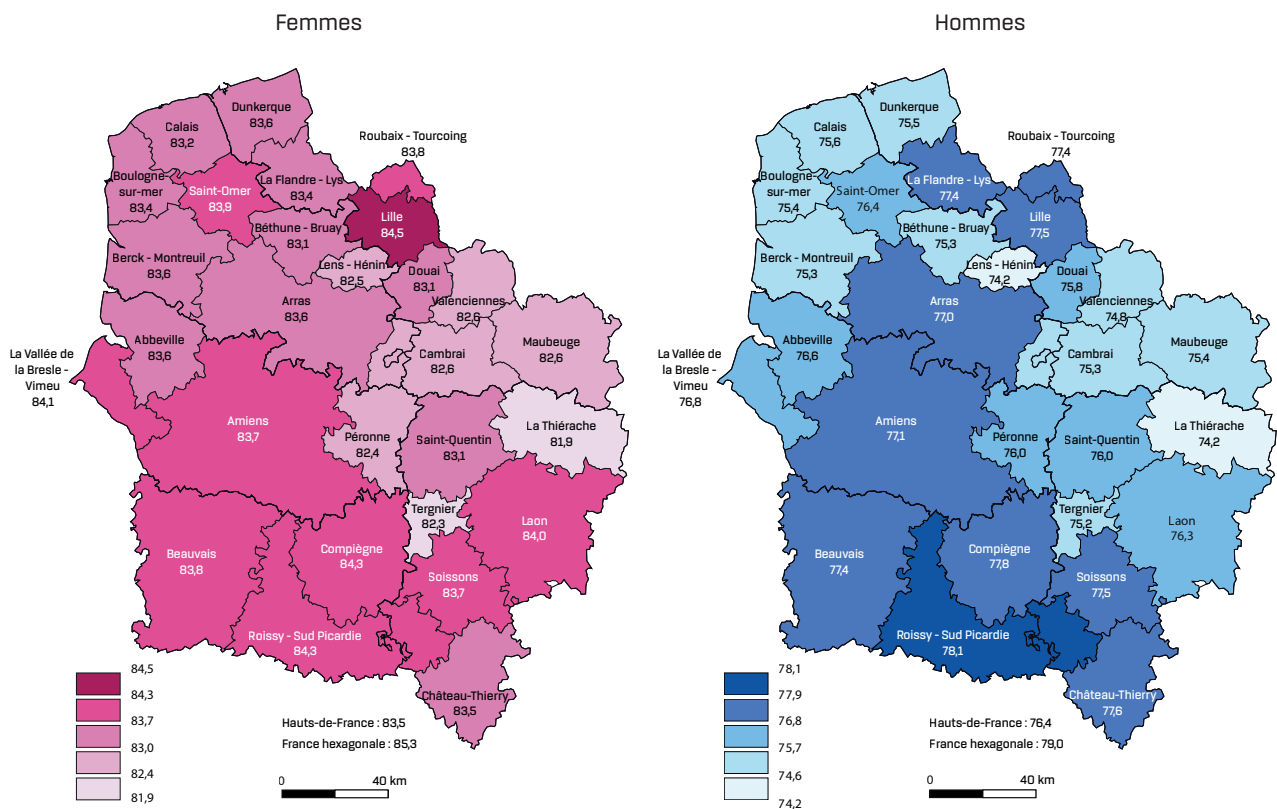 Femmes
Dunkerque
83,6
Calais
83,2
Roubaix - Tourcoing
83,8
Boulogne-
sur-mer
83,4
Saint-Omer
83,9
La Flandre - Lys
83,4
Lille
84,5
Béthune - Bruay
83,1
Berck - Montreuil
83,6
Lens - Hénin
82,5
Douai
83,1
Arras
83,6
Valenciennes
82,6
Abbeville
83,6
Cambrai
82,6
Maubeuge
82,6
La Vallée de
la Bresle -
Vimeu
84,1
Amiens
83,7
Péronne
82,4
Saint-Quentin
83,1
La Thiérache
81,9
Tergnier
82,3
Laon
84,0
Beauvais
83,8
Compiègne
84,3
Soissons
83,7
Roissy - Sud Picardie
84,3
Château-Thierry
83,5
84,5
84,3
83,7
83,0
82,4
81,9
Hauts-de-France : 83,5
France hexagonale : 85,3
0 40 km
Hommes
Dunkerque
75,5
Calais
75,6
Roubaix - Tourcoing
77,4
Boulogne-
sur-mer
75,4
Saint-Omer
76,4
La Flandre - Lys
77,4
Lille
77,5
Béthune - Bruay
75,3
Berck - Montreuil
75,3
Lens - Hénin
74,2
Douai
75,8
Arras
77,0
Valenciennes
74,8
Abbeville
76,6
Cambrai
75,3
Maubeuge
75,4
La Vallée de
la Bresle -
Vimeu
76,8
Amiens
77,1
Péronne
76,0
Saint-Quentin
76,0
La Thiérache
74,2
Tergnier
75,2
Laon
76,3
Beauvais
77,4
Compiègne
77,8
Soissons
77,5
Roissy - Sud Picardie
78,1
Château-Thierry
77,6
78,1
77,9
76,8
75,7
74,6
74,2
Hauts-de-France : 76,4
France hexagonale : 79,0
0 40 km